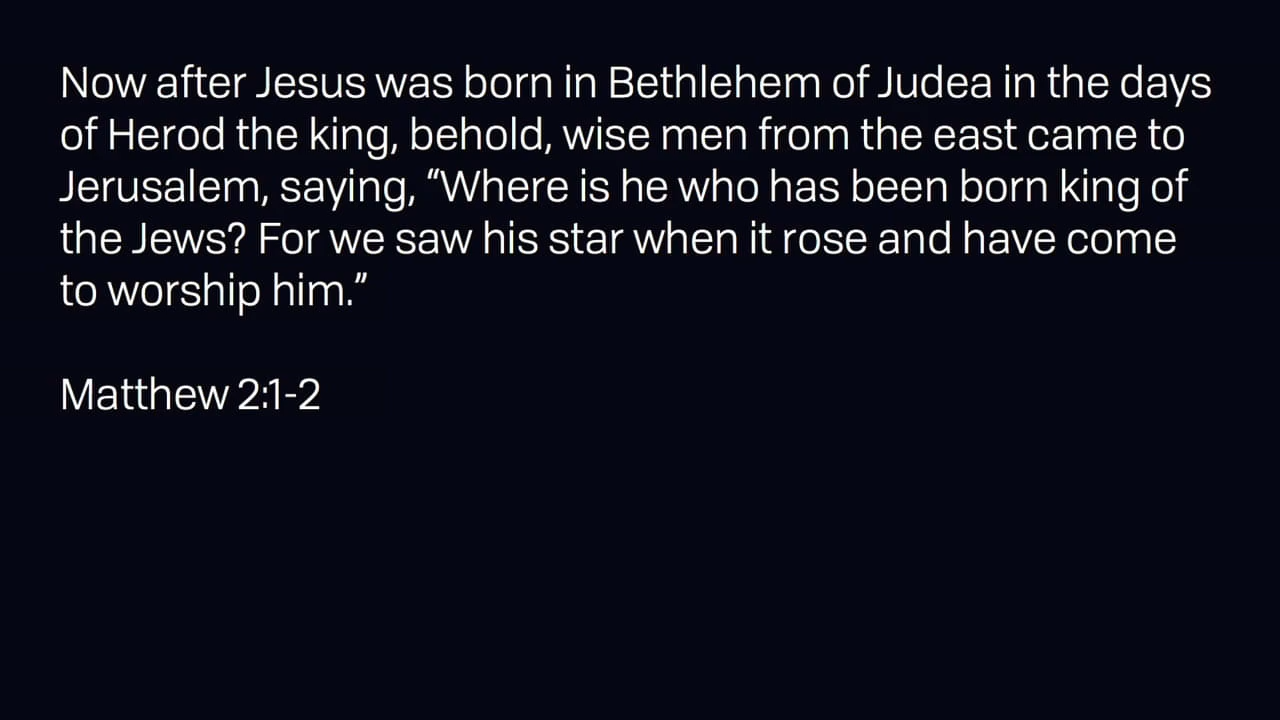 Now after Jesus was born in Bethlehem of Judea in the days
of Herod the king, behold, wise men from the east came to
Jerusalem, saying, “Where is he who has been born king of
the Jews? For we saw his star when it rose and have come
to worship him.”
Matthew 2:1-2